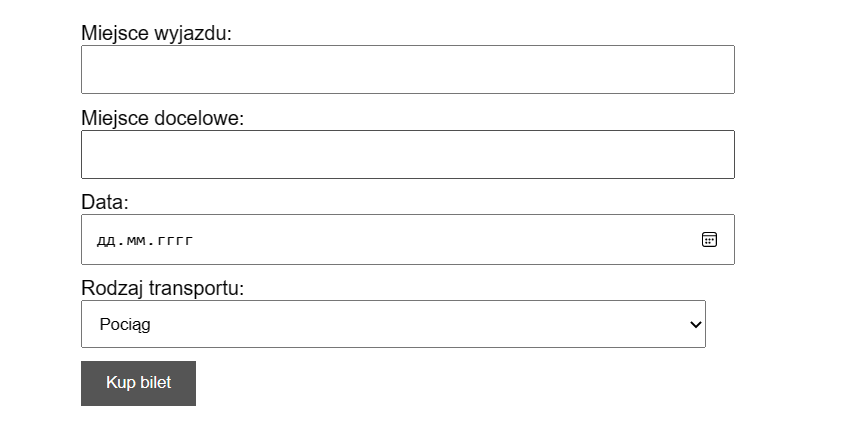 Miejsce wyjazdu:
Miejsce docelowe:
Data:
дд.мм.гггг
Rodzaj transportu:
Pociąg
Kup bilet